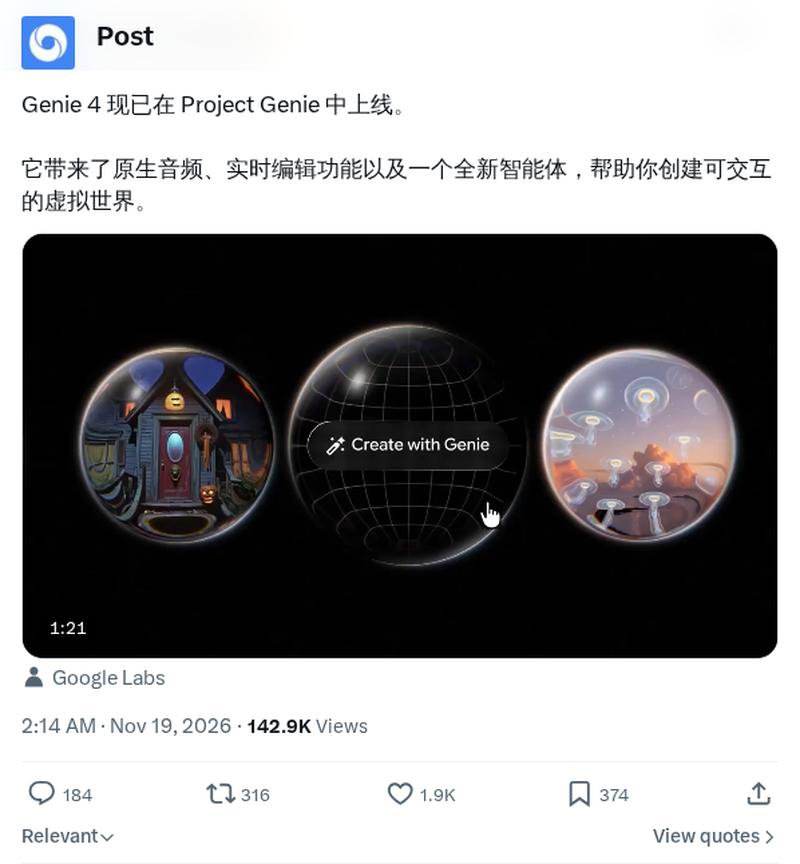 Post
Genie 4 现已在 Project Genie 中上线。
它带来了原生音频、实时编辑功能以及一个全新智能体，帮助你创建可交互
的虚拟世界。
Create with Genie
1:21
Google Labs
2:14 AM · Nov 19, 2026 · 142.9K Views
184 316 1.9K 374
Relevant View quotes